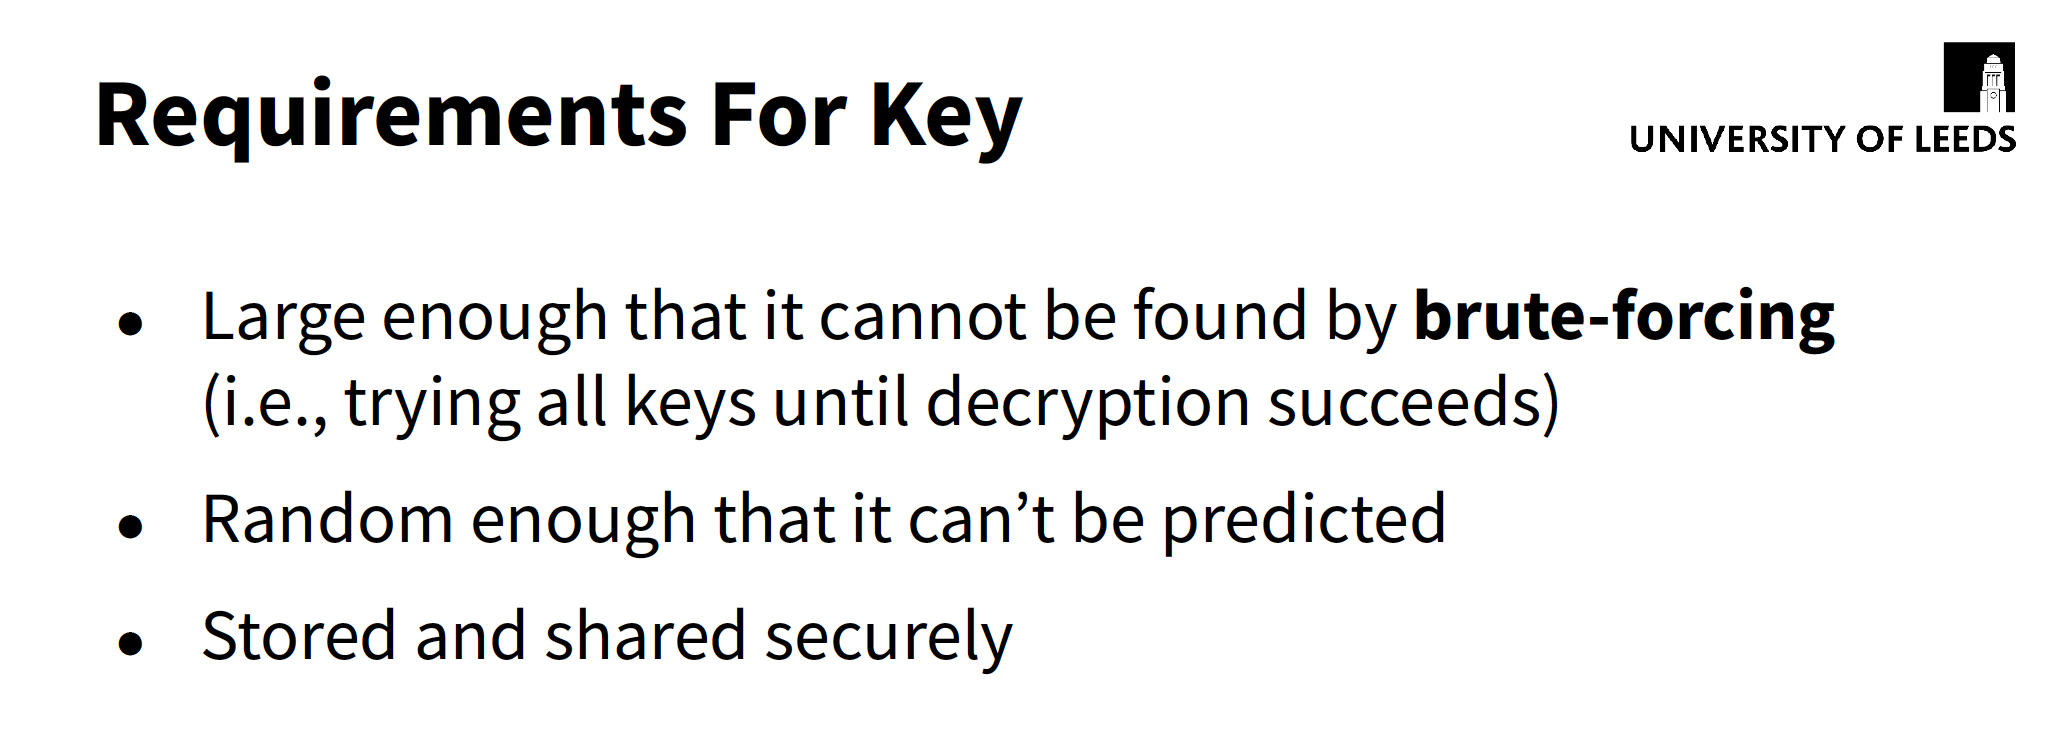 Requirements For Key
UNIVERSITY OF LEEDS
● Large enough that it cannot be found by brute-forcing
(i.e., trying all keys until decryption succeeds)
● Random enough that it can’t be predicted
● Stored and shared securely